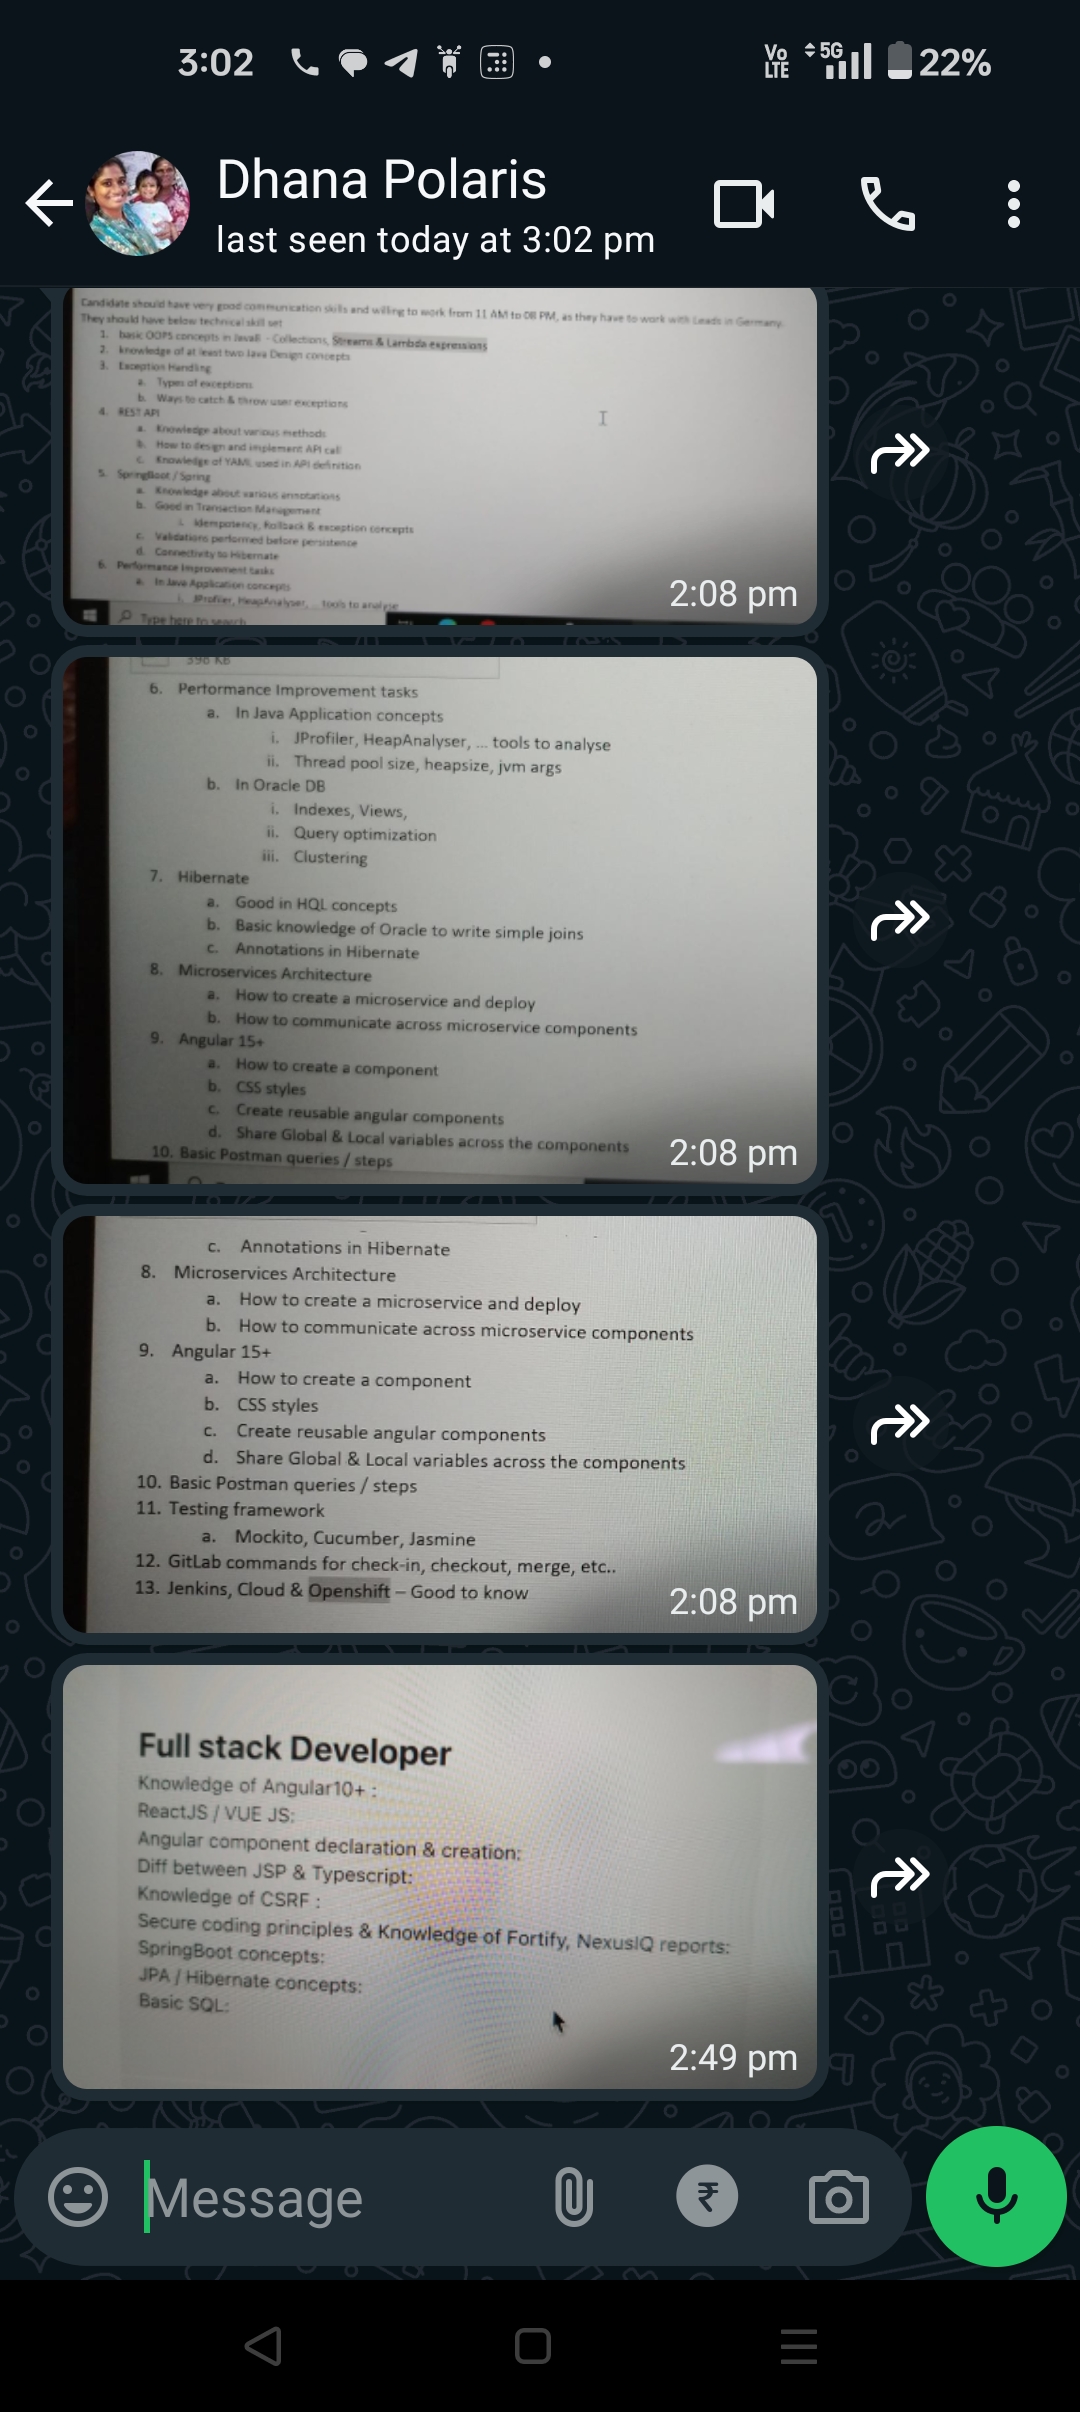 3:02
Vo LTE 5G 22%
Dhana Polaris
last seen today at 3:02 pm
Candidate should have very good communication skills and willing to work from 11 AM to 08 PM, as they have to work with Leads in Germany.
They should have below technical skill set
1. basic OOPS concepts in Java8 - Collections, Streams & Lambda expressions
2. knowledge of at least two Java Design concepts
3. Exception Handling
a. Types of exceptions
b. Ways to catch & throw user exceptions
4. REST API
a. Knowledge about various methods
b. How to design and implement API call
c. Knowledge of YAML used in API definition
5. SpringBoot / Spring
a. Knowledge about various annotations
b. Good in Transaction Management
i. Idempotency, Rollback & exception concepts
c. Validations performed before persistence
d. Connectivity to Hibernate
6. Performance Improvement tasks
a. In Java Application concepts
i. JProfiler, HeapAnalyser, ... tools to analyse
Type here to search
2:08 pm
398 KB
6. Performance Improvement tasks
a. In Java Application concepts
i. JProfiler, HeapAnalyser, ... tools to analyse
ii. Thread pool size, heapsize, jvm args
b. In Oracle DB
i. Indexes, Views,
ii. Query optimization
iii. Clustering
7. Hibernate
a. Good in HQL concepts
b. Basic knowledge of Oracle to write simple joins
c. Annotations in Hibernate
8. Microservices Architecture
a. How to create a microservice and deploy
b. How to communicate across microservice components
9. Angular 15+
a. How to create a component
b. CSS styles
c. Create reusable angular components
d. Share Global & Local variables across the components
10. Basic Postman queries / steps
2:08 pm
c. Annotations in Hibernate
8. Microservices Architecture
a. How to create a microservice and deploy
b. How to communicate across microservice components
9. Angular 15+
a. How to create a component
b. CSS styles
c. Create reusable angular components
d. Share Global & Local variables across the components
10. Basic Postman queries / steps
11. Testing framework
a. Mockito, Cucumber, Jasmine
12. GitLab commands for check-in, checkout, merge, etc..
13. Jenkins, Cloud & Openshift – Good to know
2:08 pm
Full stack Developer
Knowledge of Angular10+ :
ReactJS / VUE JS:
Angular component declaration & creation:
Diff between JSP & Typescript:
Knowledge of CSRF :
Secure coding principles & Knowledge of Fortify, NexusIQ reports:
SpringBoot concepts:
JPA / Hibernate concepts:
Basic SQL:
2:49 pm
Message